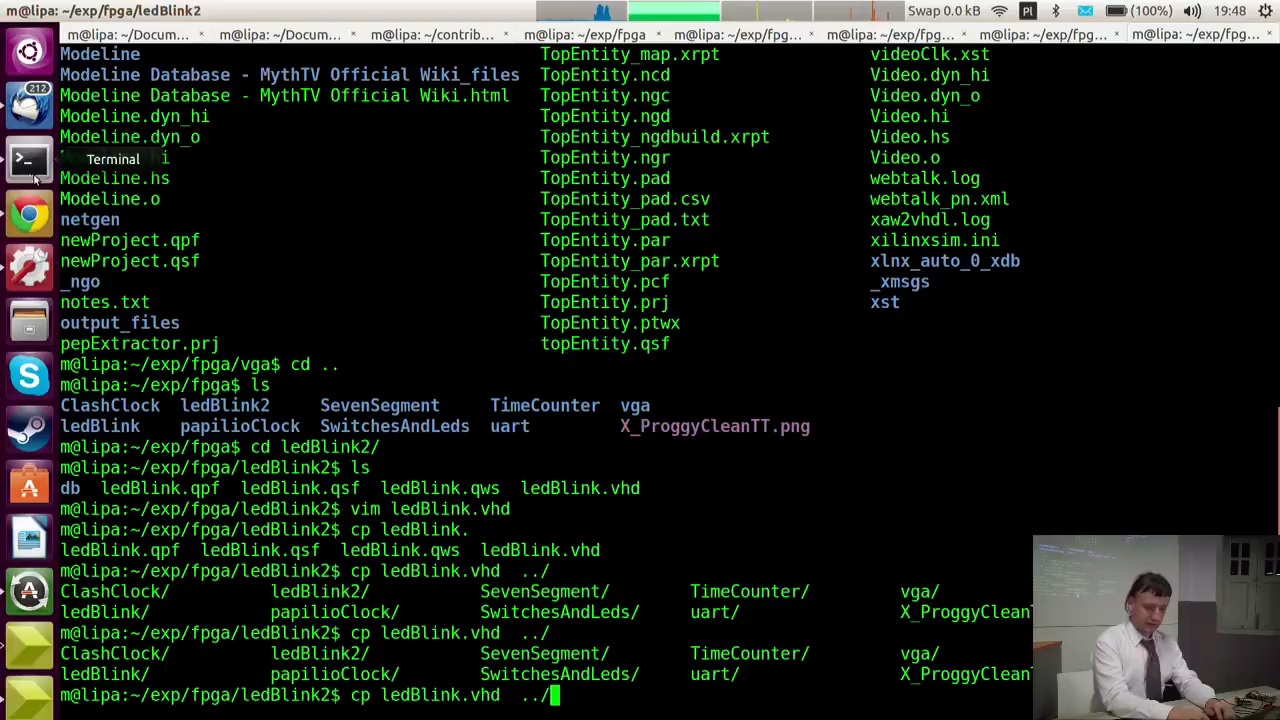 m@lipa: ~/exp/fpga/ledBlink2
Swap 0.0 kB Pl (100%) 19:48
m@lipa: ~/Docum... × m@lipa: ~/Docum... × m@lipa: ~/contrib... × m@lipa: ~/exp/fpga × m@lipa: ~/exp/fpg... × m@lipa: ~/exp/fpg... × m@lipa: ~/exp/fpg... × m@lipa: ~/exp/fpg... ×
Modeline TopEntity_map.xrpt videoClk.xst
Modeline Database - MythTV Official Wiki_files TopEntity.ncd Video.dyn_hi
212
Modeline Database - MythTV Official Wiki.html TopEntity.ngc Video.dyn_o
Modeline.dyn_hi TopEntity.ngd Video.hi
Modeline.dyn_o TopEntity_ngdbuild.xrpt Video.hs
Terminal
TopEntity.ngr Video.o
Modeline.hs TopEntity.pad webtalk.log
Modeline.o TopEntity_pad.csv webtalk_pn.xml
netgen TopEntity_pad.txt xaw2vhdl.log
newProject.qpf TopEntity.par xilinxsim.ini
newProject.qsf TopEntity_par.xrpt xlnx_auto_0_xdb
_ngo TopEntity.pcf _xmsgs
notes.txt TopEntity.prj xst
output_files TopEntity.ptwx
pepExtractor.prj topEntity.qsf
m@lipa:~/exp/fpga/vga$ cd ..
m@lipa:~/exp/fpga$ ls
ClashClock ledBlink2 SevenSegment TimeCounter vga
ledBlink papilioClock SwitchesAndLeds uart X_ProggyCleanTT.png
m@lipa:~/exp/fpga$ cd ledBlink2/
m@lipa:~/exp/fpga/ledBlink2$ ls
db ledBlink.qpf ledBlink.qsf ledBlink.qws ledBlink.vhd
m@lipa:~/exp/fpga/ledBlink2$ vim ledBlink.vhd
m@lipa:~/exp/fpga/ledBlink2$ cp ledBlink.
ledBlink.qpf ledBlink.qsf ledBlink.qws ledBlink.vhd
m@lipa:~/exp/fpga/ledBlink2$ cp ledBlink.vhd ../
ClashClock/ ledBlink2/ SevenSegment/ TimeCounter/ vga/
ledBlink/ papilioClock/ SwitchesAndLeds/ uart/ X_ProggyCleanT
m@lipa:~/exp/fpga/ledBlink2$ cp ledBlink.vhd ../
ClashClock/ ledBlink2/ SevenSegment/ TimeCounter/ vga/
ledBlink/ papilioClock/ SwitchesAndLeds/ uart/ X_ProggyCleanT
m@lipa:~/exp/fpga/ledBlink2$ cp ledBlink.vhd ../